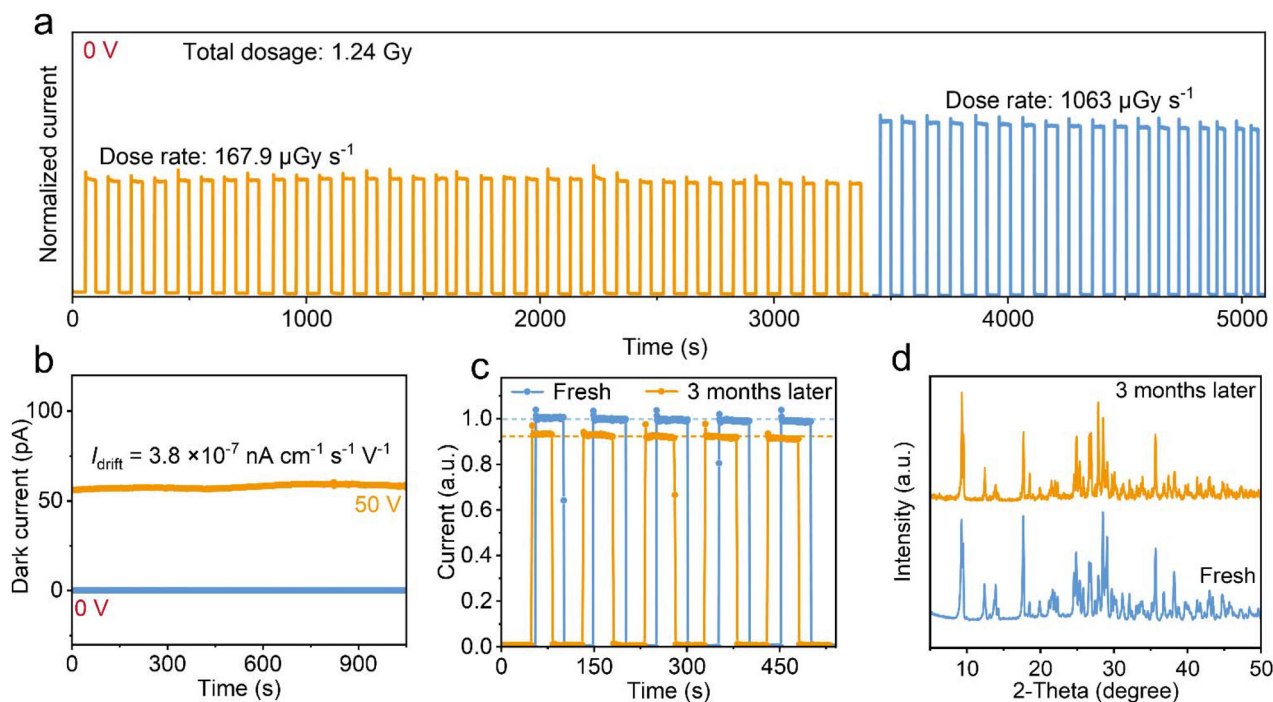 a
0 V
Total dosage: 1.24 Gy
Dose rate: 1063 μGy s⁻¹
Dose rate: 167.9 μGy s⁻¹
Normalized current
0 1000 2000 3000 4000 5000
Time (s)
b
100
50
0
Dark current (pA)
I_drift = 3.8 ×10⁻⁷ nA cm⁻¹ s⁻¹ V⁻¹
50 V
0 V
0 300 600 900
Time (s)
c
Fresh 3 months later
1.0
0.8
0.6
0.4
0.2
0.0
Current (a.u.)
0 150 300 450
Time (s)
d
3 months later
Fresh
Intensity (a.u.)
10 20 30 40 50
2-Theta (degree)